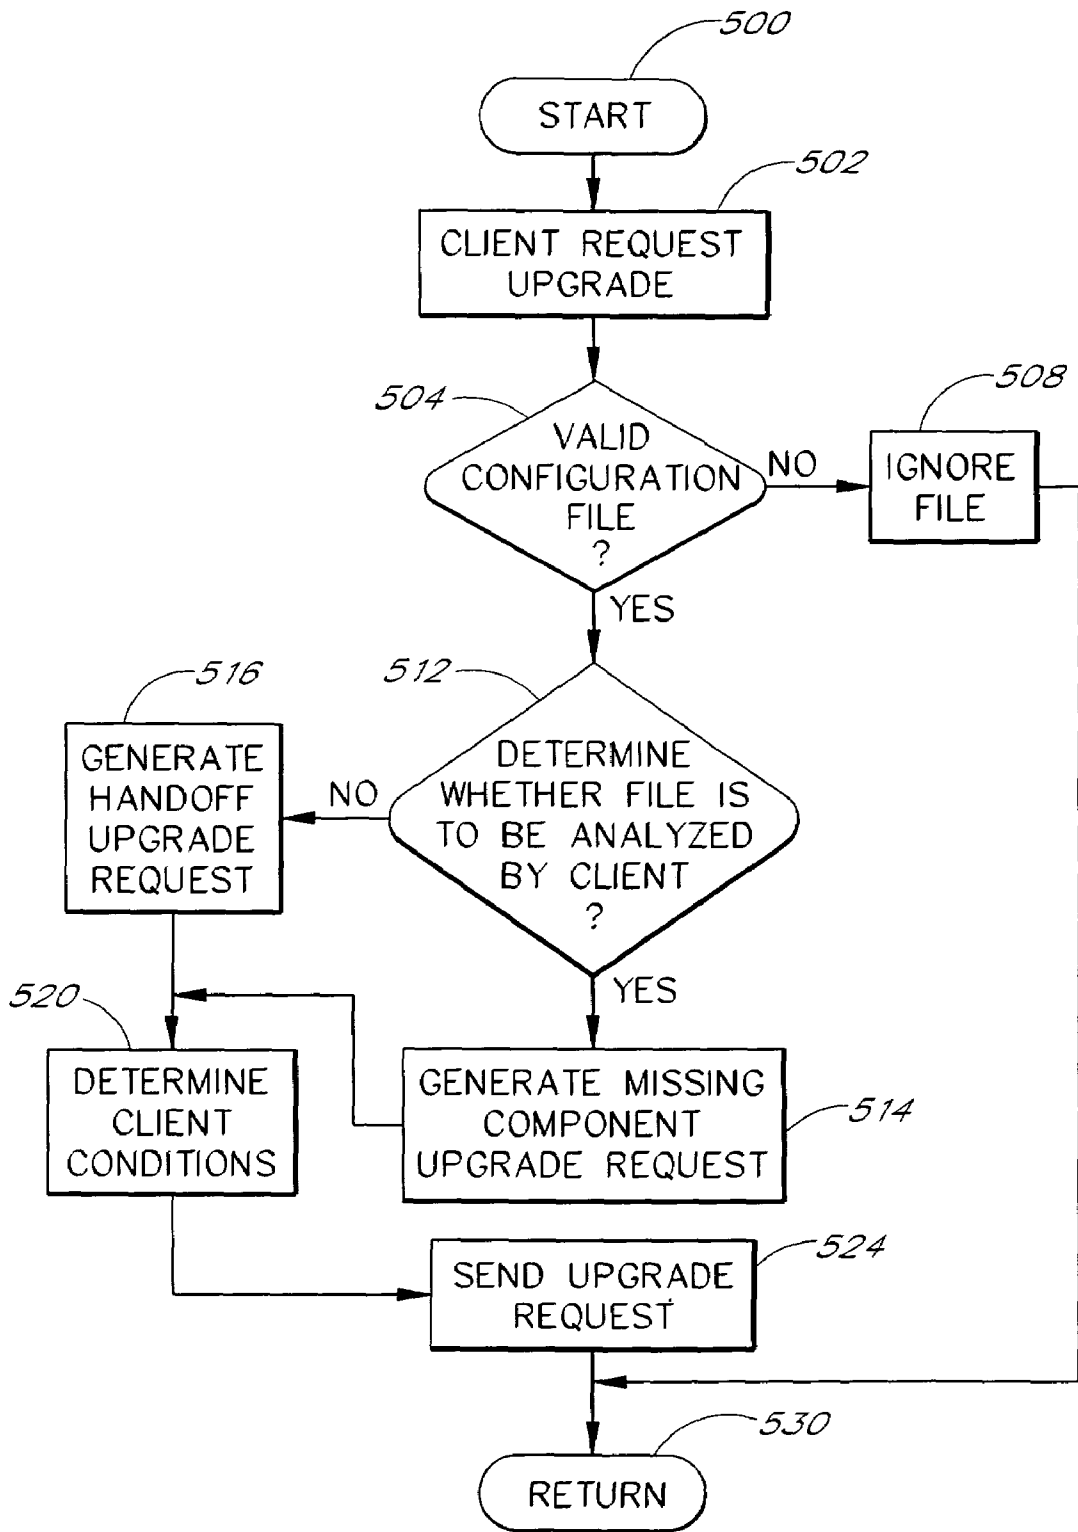 500
START
502
CLIENT REQUEST
UPGRADE
504
VALID
CONFIGURATION
FILE
?
NO
508
IGNORE
FILE
YES
512
DETERMINE
WHETHER FILE IS
TO BE ANALYZED
BY CLIENT
?
NO
516
GENERATE
HANDOFF
UPGRADE
REQUEST
YES
520
DETERMINE
CLIENT
CONDITIONS
GENERATE MISSING
COMPONENT
UPGRADE REQUEST
514
524
SEND UPGRADE
REQUEST
530
RETURN